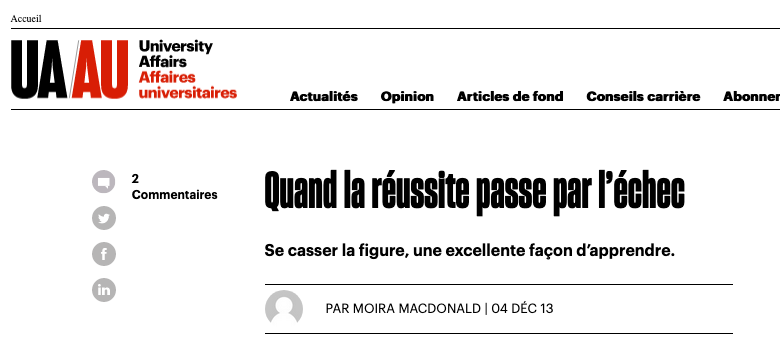 Accueil
UA/AU
University
Affairs
Affaires
universitaires
Actualités Opinion Articles de fond Conseils carrière
2
Commentaires
Quand la réussite passe par l’échec
Se casser la figure, une excellente façon d’apprendre.
PAR MOIRA MACDONALD | 04 DÉC 13